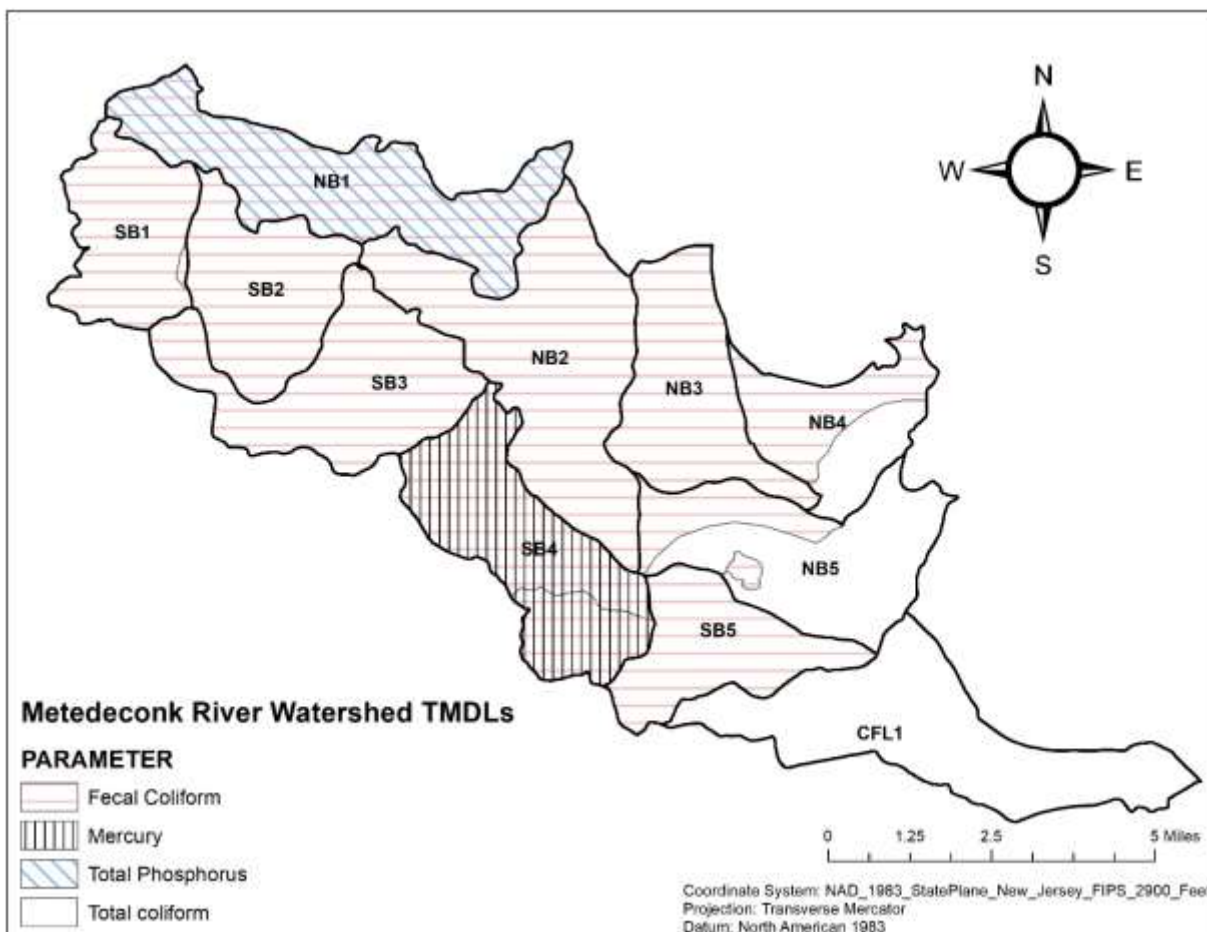 N
W E
S
NB1
SB1
SB2
NB2
SB3
NB3
NB4
SB4
NB5
SB5
CFL1
Metedeconk River Watershed TMDLs
PARAMETER
Fecal Coliform
Mercury
Total Phosphorus
Total coliform
0 1.25 2.5 5 Miles
Coordinate System: NAD_1983_StatePlane_New_Jersey_FIPS_2900_Feet
Projection: Transverse Mercator
Datum: North American 1983